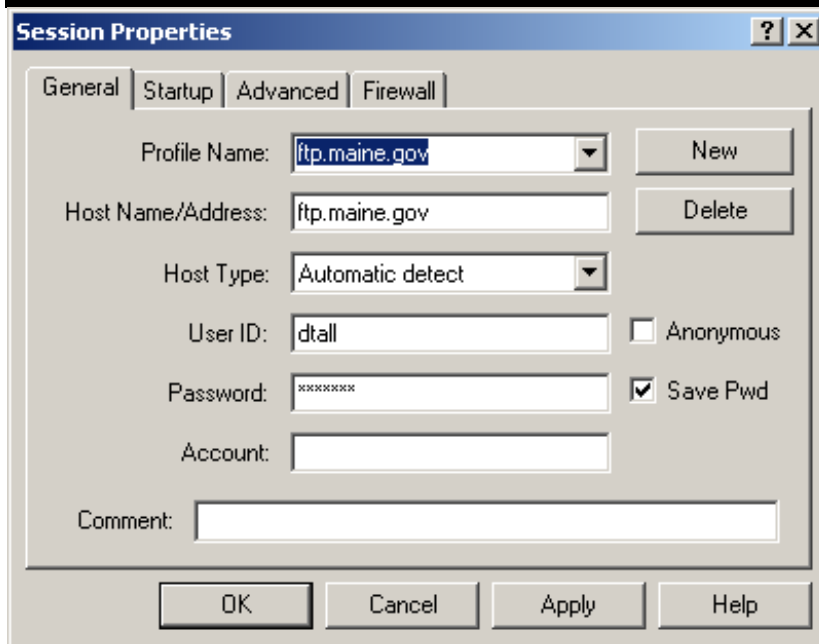 Session Properties
General Startup Advanced Firewall
Profile Name: ftp.maine.gov New
Host Name/Address: ftp.maine.gov Delete
Host Type: Automatic detect
User ID: dtall Anonymous
Password: ******* Save Pwd
Account:
Comment:
OK Cancel Apply Help